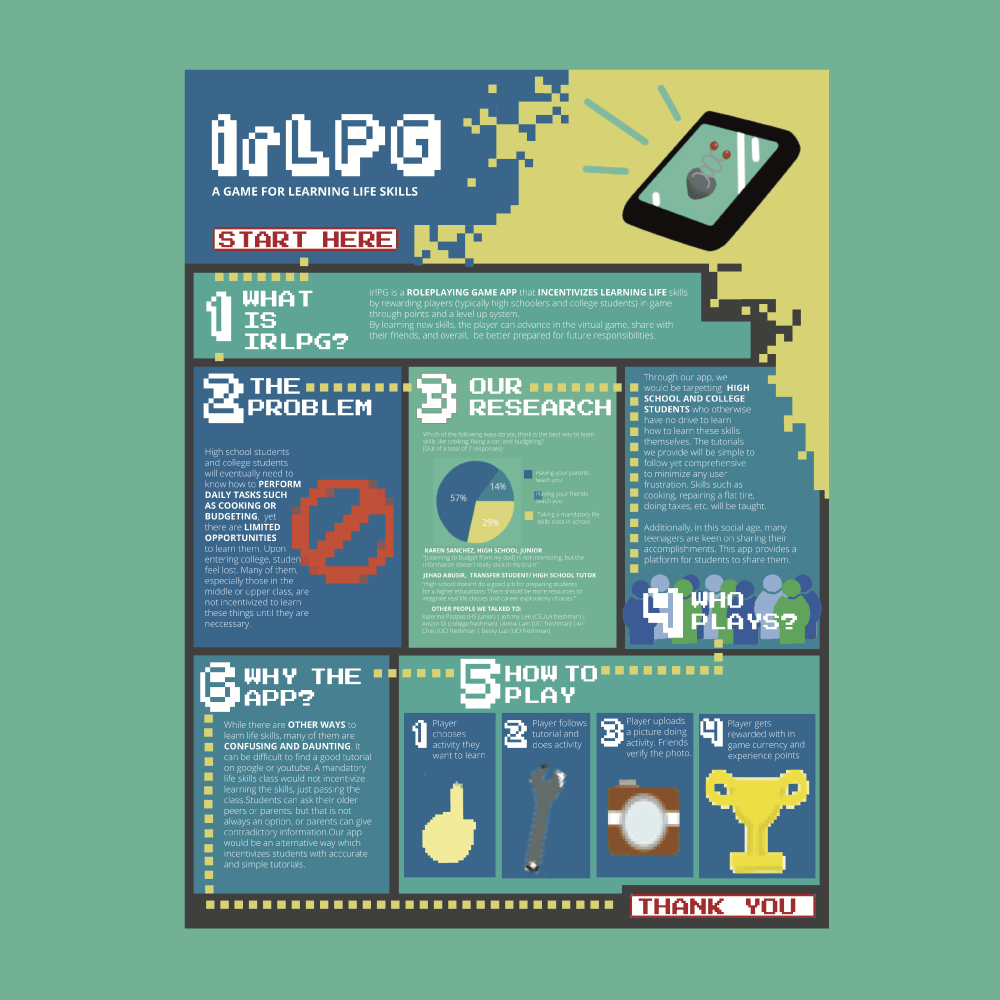 irLPG
A GAME FOR LEARNING LIFE SKILLS
START HERE
1 WHAT
IS
IRLPG?
irlPG is a ROLEPLAYING GAME APP that INCENTIVIZES LEARNING LIFE skills
by rewarding players (typically high schoolers and college students) in game
through points and a level up system.
By learning new skills, the player can advance in the virtual game, share with
their friends, and overall, be better prepared for future responsibilities.
2 THE
PROBLEM
High school students
and college students
will eventually need to
know how to PERFORM
DAILY TASKS SUCH
AS COOKING OR
BUDGETING, yet
there are LIMITED
OPPORTUNITIES
to learn them. Upon
entering college, studen
feel lost. Many of them,
especially those in the
middle or upper class, are
not incentivized to learn
these things until they are
neccessary.
3 OUR
RESEARCH
Which of the following ways do you think is the best way to learn
skills like cooking, fixing a car, and budgeting?
(Out of a total of 7 responses)
57%
14%
29%
Having your parents
teach you
Having your friends
teach you
Taking a mandatory life
skills class in school
KAREN SANCHEZ, HIGH SCHOOL JUNIOR
"[Learning to budget from my dad] is not interesting, but the
information doesn't really stick in my brain."
JEHAD ABUSIR, TRANSFER STUDENT/ HIGH SCHOOL TUTOR
"High school doesn't do a good job for preparing students
for a higher educations. There should be more resources to
integrate real life classes and career exploratory choices."
OTHER PEOPLE WE TALKED TO:
(HS Junior) | Johnny Lee (CSULA freshman) |
(college freshman) | Annie Lam (UCI freshman) |
(UCI freshman) | Becky Luo (UCI freshman)
Through our app, we
would be targetting HIGH
SCHOOL AND COLLEGE
STUDENTS who otherwise
have no drive to learn
how to learn these skills
themselves. The tutorials
we provide will be simple to
follow yet comprehensive
to minimize any user
frustration. Skills such as
cooking, repairing a flat tire,
doing taxes, etc. will be taught.
Additionally, in this social age, many
teenagers are keen on sharing their
accomplishments. This app provides a
platform for students to share them.
4 WHO
PLAYS?
6 WHY THE
APP?
While there are OTHER WAYS to
learn life skills, many of them are
CONFUSING AND DAUNTING. It
can be difficult to find a good tutorial
on google or youtube. A mandatory
life skills class would not incentivize
learning the skills, just passing the
class.Students can ask their older
peers or parents, but that is not
always an option, or parents can give
contradictory information.Our app
would be an alternative way which
incentivizes students with acccurate
and simple tutorials.
5 HOW TO
PLAY
1 Player
chooses
activity they
want to learn
2 Player follows
tutorial and
does activity
3 Player uploads
a picture doing
activity. Friends
verify the photo.
4 Player gets
rewarded with in
game currency and
experience points
THANK YOU